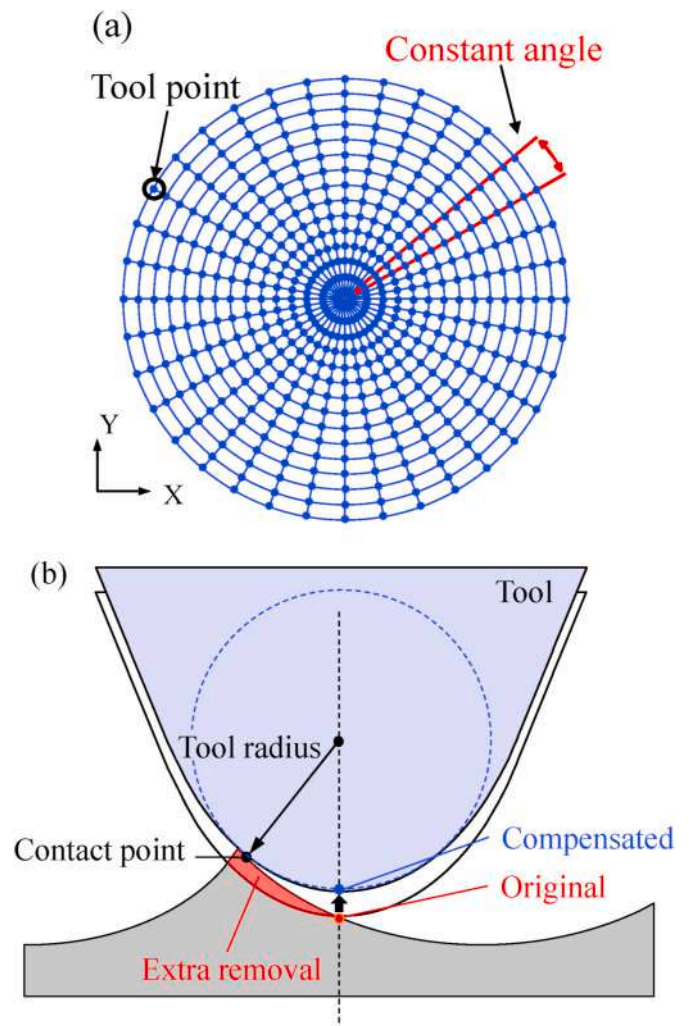 (a)
Constant angle
Tool point
Y
X
(b)
Tool
Tool radius
Contact point
Compensated
Original
Extra removal